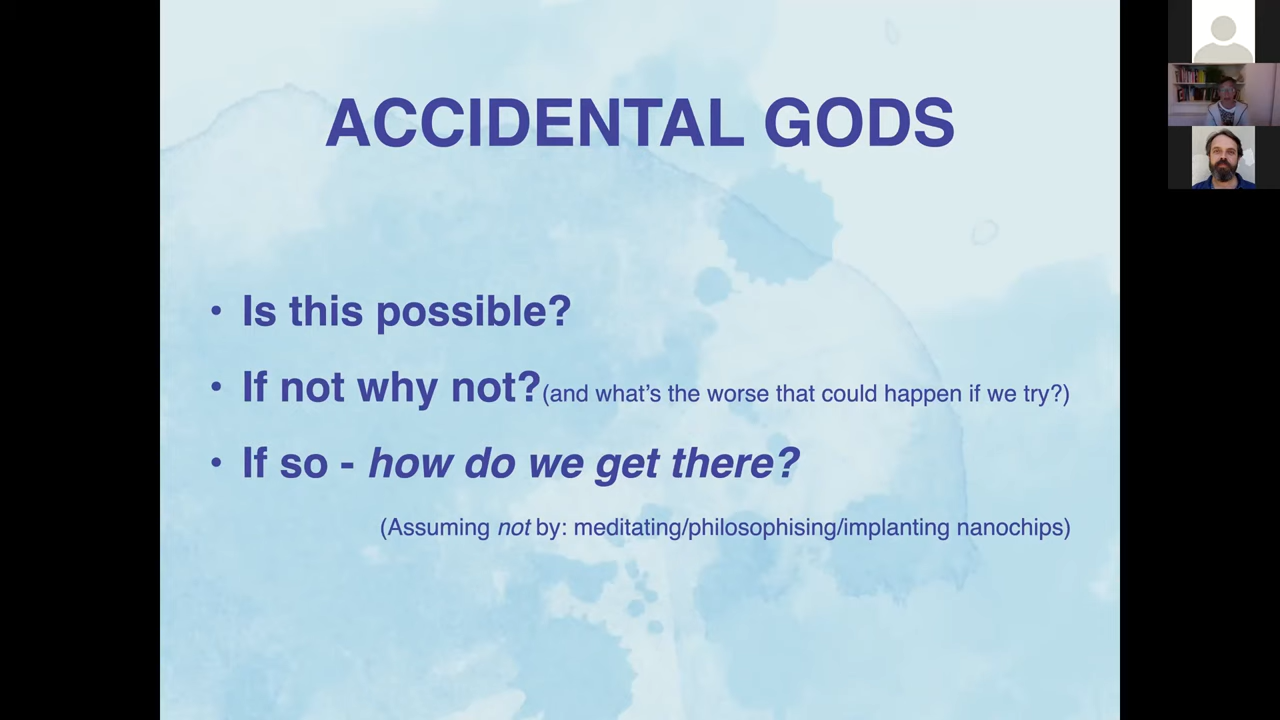 ACCIDENTAL GODS
• Is this possible?
• If not why not?(and what’s the worse that could happen if we try?)
• If so - how do we get there?
(Assuming not by: meditating/philosophising/implanting nanochips)